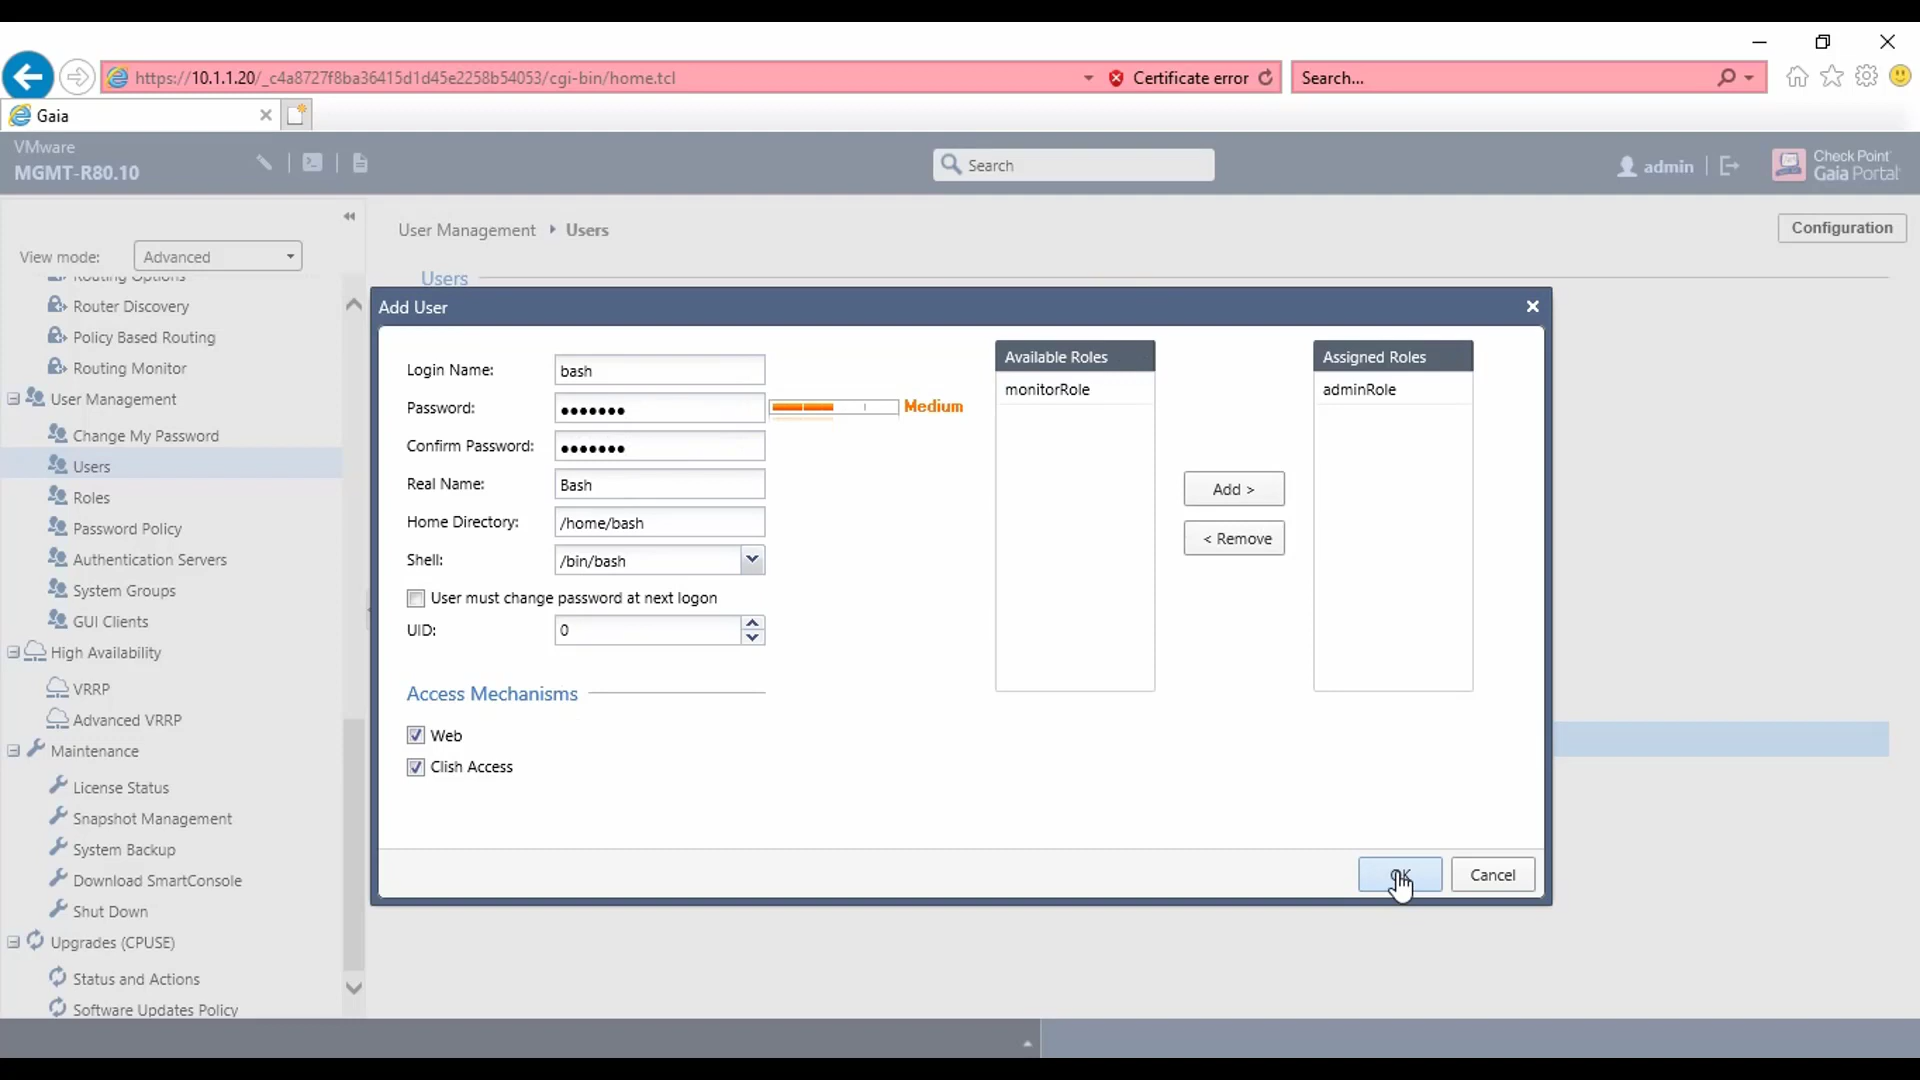 https://10.1.1.20/_c4a8727f8ba36415d1d45e2258b54053/cgi-bin/home.tcl
Certificate error
Search...
Gaia
VMware
MGMT-R80.10
Search
admin
Check Point
Gaia Portal
View mode:
Advanced
User Management
Users
Configuration
Routing Options
Router Discovery
Policy Based Routing
Routing Monitor
User Management
Change My Password
Users
Roles
Password Policy
Authentication Servers
System Groups
GUI Clients
High Availability
VRRP
Advanced VRRP
Maintenance
License Status
Snapshot Management
System Backup
Download SmartConsole
Shut Down
Upgrades (CPUSE)
Status and Actions
Software Updates Policy
Users
Add User
Login Name:
bash
Password:
•••••••
Medium
Confirm Password:
•••••••
Real Name:
Bash
Home Directory:
/home/bash
Shell:
/bin/bash
User must change password at next logon
UID:
0
Access Mechanisms
Web
Clish Access
Available Roles
monitorRole
Add >
< Remove
Assigned Roles
adminRole
OK
Cancel